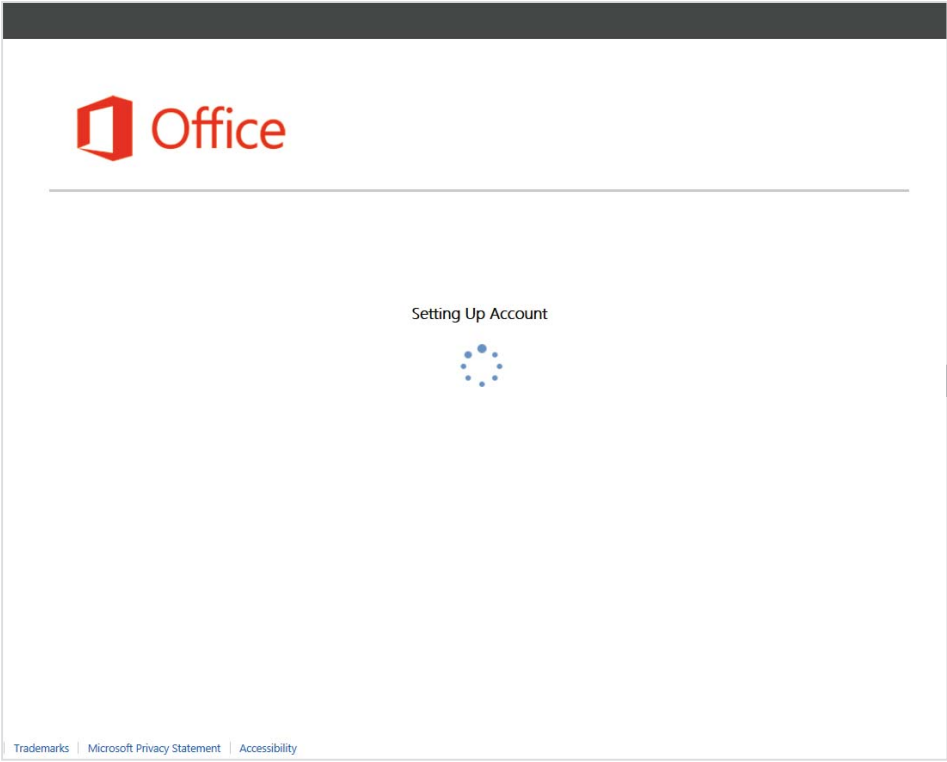 Office
Setting Up Account
Trademarks | Microsoft Privacy Statement | Accessibility